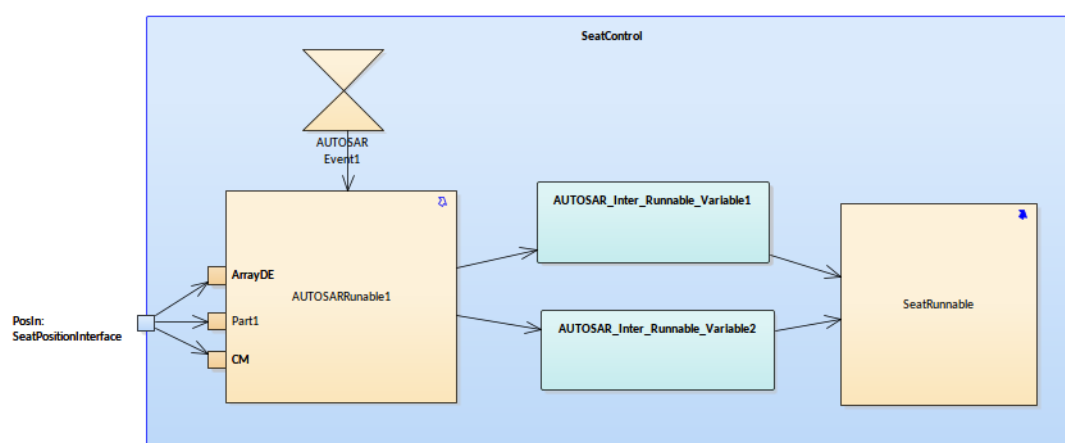 SeatControl
AUTOSAR
Event1
AUTOSAR_Inter_Runnable_Variable1
ArrayDE
AUTOSARRunable1
SeatRunnable
PosIn:
SeatPositionInterface
Part1
AUTOSAR_Inter_Runnable_Variable2
CM